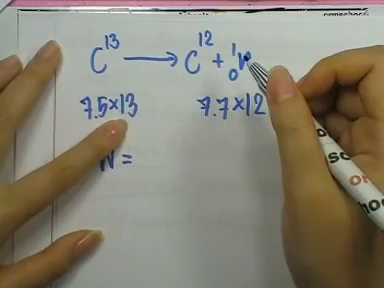 C¹³ → C¹² + ¹₀n
7.5×13 7.7×12
W =